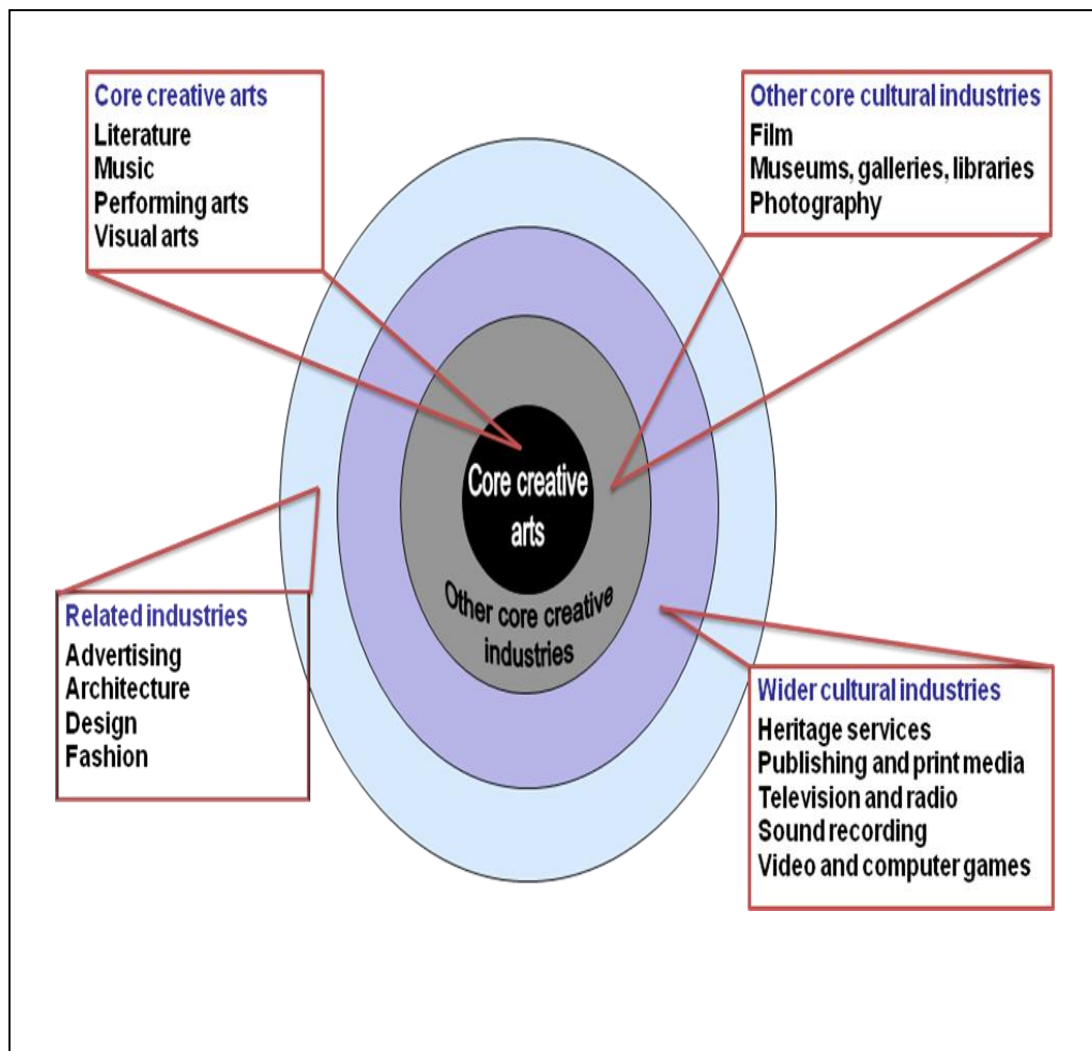 Core creative arts
Literature
Music
Performing arts
Visual arts
Other core cultural industries
Film
Museums, galleries, libraries
Photography
Core creative
arts
Other core creative
industries
Related industries
Advertising
Architecture
Design
Fashion
Wider cultural industries
Heritage services
Publishing and print media
Television and radio
Sound recording
Video and computer games